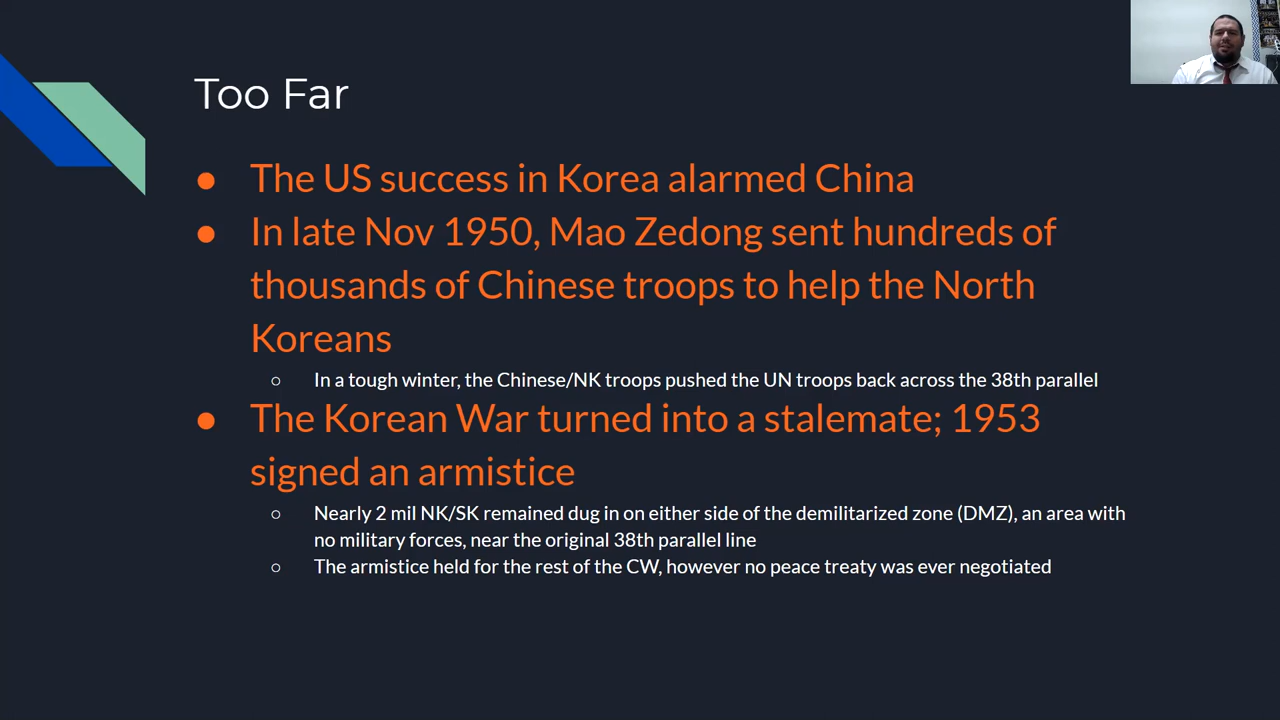 Too Far
● The US success in Korea alarmed China
● In late Nov 1950, Mao Zedong sent hundreds of
thousands of Chinese troops to help the North
Koreans
○ In a tough winter, the Chinese/NK troops pushed the UN troops back across the 38th parallel
● The Korean War turned into a stalemate; 1953
signed an armistice
○ Nearly 2 mil NK/SK remained dug in on either side of the demilitarized zone (DMZ), an area with
no military forces, near the original 38th parallel line
○ The armistice held for the rest of the CW, however no peace treaty was ever negotiated